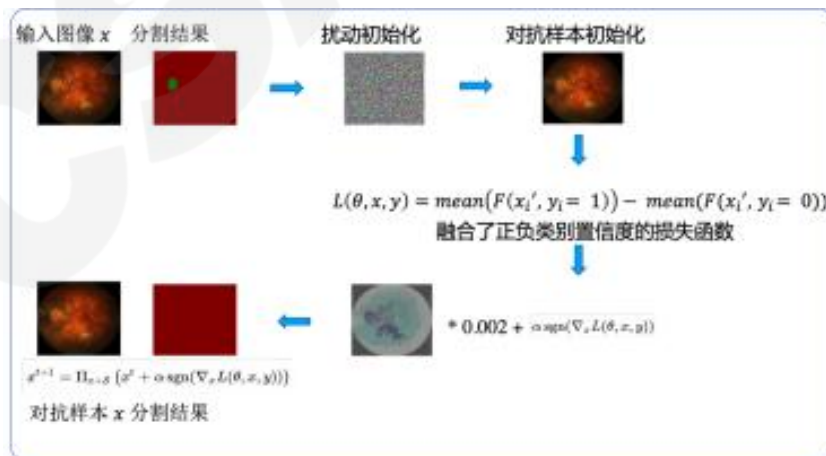 输入图像 x 分割结果 扰动初始化 对抗样本初始化
L(θ, x, y) = mean(F(xᵢ′, yᵢ = 1)) − mean(F(xᵢ′, yᵢ = 0))
融合了正负类别置信度的损失函数
* 0.002 + α sgn(∇ₓL(θ, x, y))
xᵗ⁺¹ = Πₓ₊S (xᵗ + α sgn(∇ₓL(θ, x, y)))
对抗样本 x 分割结果